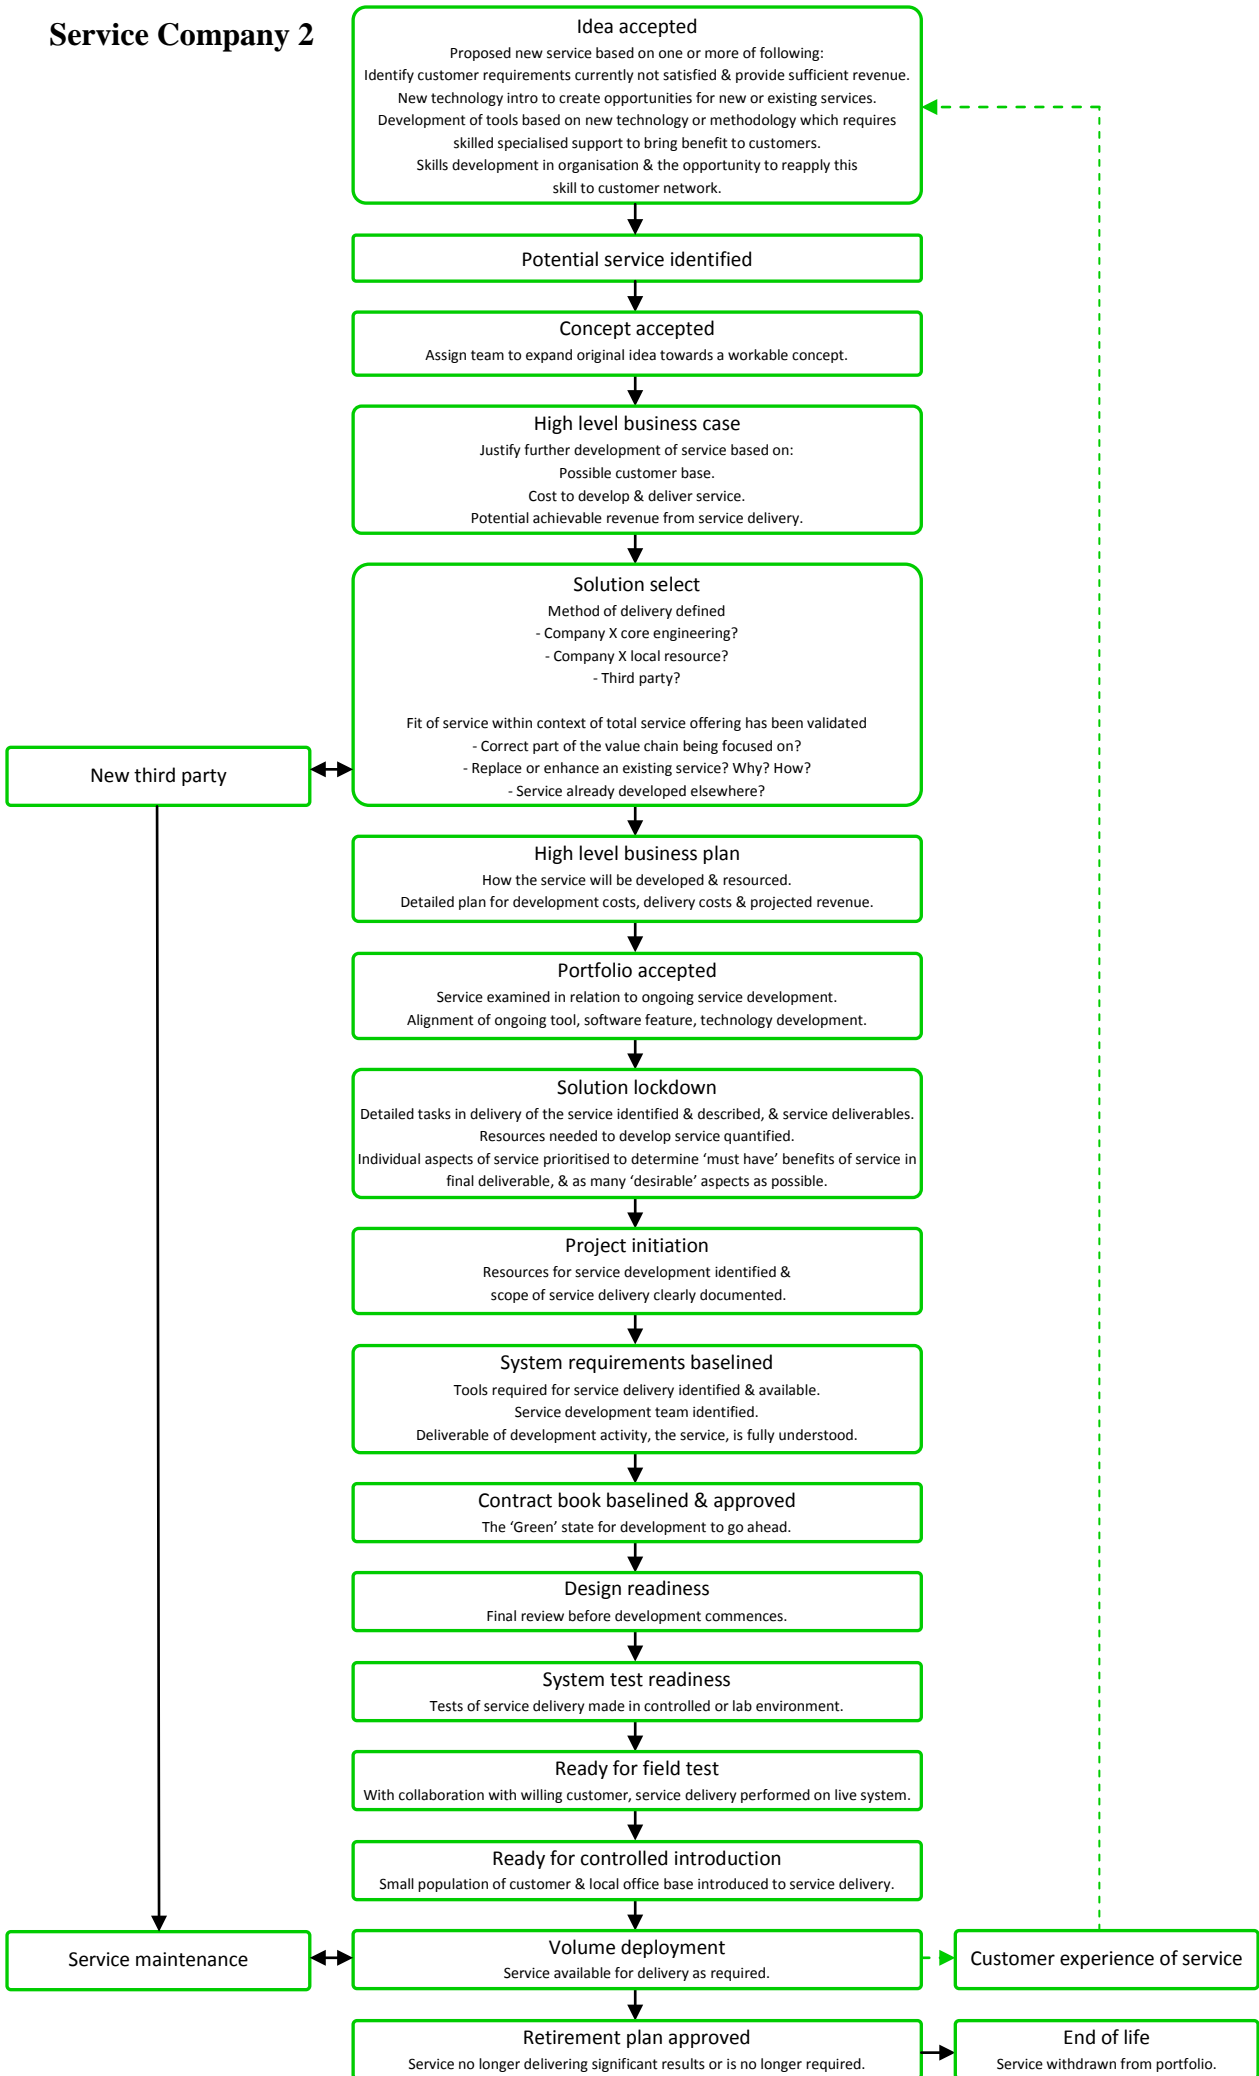 Service Company 2
Idea accepted
Proposed new service based on one or more of following:
Identify customer requirements currently not satisfied & provide sufficient revenue.
New technology intro to create opportunities for new or existing services.
Development of tools based on new technology or methodology which requires
skilled specialised support to bring benefit to customers.
Skills development in organisation & the opportunity to reapply this
skill to customer network.
Potential service identified
Concept accepted
Assign team to expand original idea towards a workable concept.
High level business case
Justify further development of service based on:
Possible customer base.
Cost to develop & deliver service.
Potential achievable revenue from service delivery.
Solution select
Method of delivery defined
- Company X core engineering?
- Company X local resource?
- Third party?
Fit of service within context of total service offering has been validated
- Correct part of the value chain being focused on?
- Replace or enhance an existing service? Why? How?
- Service already developed elsewhere?
New third party
High level business plan
How the service will be developed & resourced.
Detailed plan for development costs, delivery costs & projected revenue.
Portfolio accepted
Service examined in relation to ongoing service development.
Alignment of ongoing tool, software feature, technology development.
Solution lockdown
Detailed tasks in delivery of the service identified & described, & service deliverables.
Resources needed to develop service quantified.
Individual aspects of service prioritised to determine ‘must have’ benefits of service in
final deliverable, & as many ‘desirable’ aspects as possible.
Project initiation
Resources for service development identified &
scope of service delivery clearly documented.
System requirements baselined
Tools required for service delivery identified & available.
Service development team identified.
Deliverable of development activity, the service, is fully understood.
Contract book baselined & approved
The ‘Green’ state for development to go ahead.
Design readiness
Final review before development commences.
System test readiness
Tests of service delivery made in controlled or lab environment.
Ready for field test
With collaboration with willing customer, service delivery performed on live system.
Ready for controlled introduction
Small population of customer & local office base introduced to service delivery.
Service maintenance
Volume deployment
Service available for delivery as required.
Customer experience of service
Retirement plan approved
Service no longer delivering significant results or is no longer required.
End of life
Service withdrawn from portfolio.